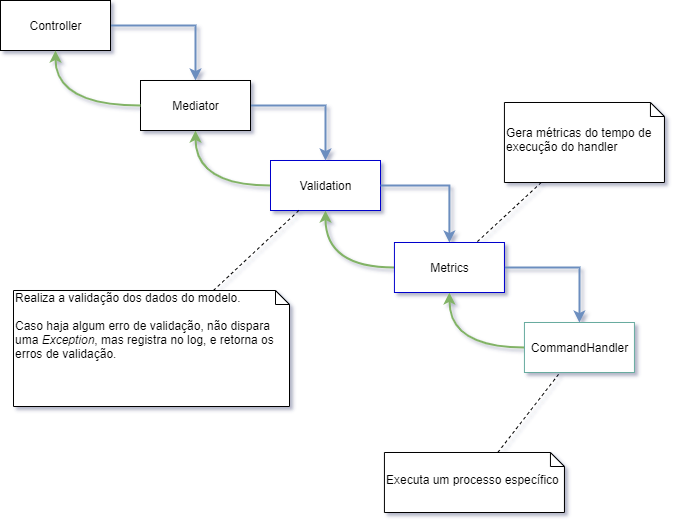 Controller
Mediator
Gera métricas do tempo de
execução do handler
Validation
Metrics
Realiza a validação dos dados do modelo.
Caso haja algum erro de validação, não dispara
uma Exception, mas registra no log, e retorna os
erros de validação.
CommandHandler
Executa um processo específico